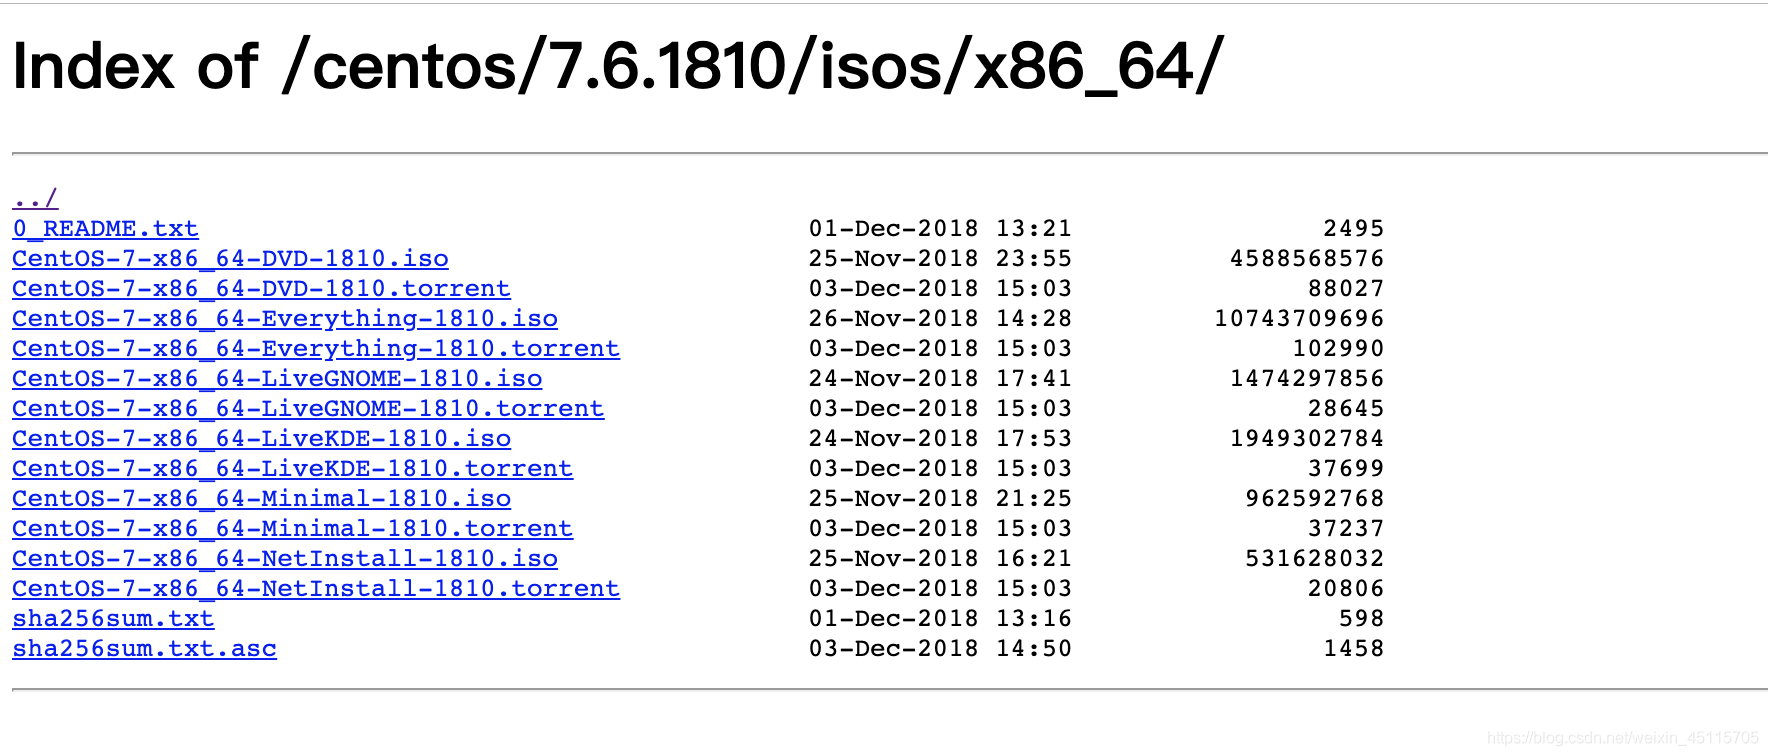 Index of /centos/7.6.1810/isos/x86_64/
../
0_README.txt 01-Dec-2018 13:21 2495
CentOS-7-x86_64-DVD-1810.iso 25-Nov-2018 23:55 4588568576
CentOS-7-x86_64-DVD-1810.torrent 03-Dec-2018 15:03 88027
CentOS-7-x86_64-Everything-1810.iso 26-Nov-2018 14:28 10743709696
CentOS-7-x86_64-Everything-1810.torrent 03-Dec-2018 15:03 102990
CentOS-7-x86_64-LiveGNOME-1810.iso 24-Nov-2018 17:41 1474297856
CentOS-7-x86_64-LiveGNOME-1810.torrent 03-Dec-2018 15:03 28645
CentOS-7-x86_64-LiveKDE-1810.iso 24-Nov-2018 17:53 1949302784
CentOS-7-x86_64-LiveKDE-1810.torrent 03-Dec-2018 15:03 37699
CentOS-7-x86_64-Minimal-1810.iso 25-Nov-2018 21:25 962592768
CentOS-7-x86_64-Minimal-1810.torrent 03-Dec-2018 15:03 37237
CentOS-7-x86_64-NetInstall-1810.iso 25-Nov-2018 16:21 531628032
CentOS-7-x86_64-NetInstall-1810.torrent 03-Dec-2018 15:03 20806
sha256sum.txt 01-Dec-2018 13:16 598
sha256sum.txt.asc 03-Dec-2018 14:50 1458
https://blog.csdn.net/weixin_45115705